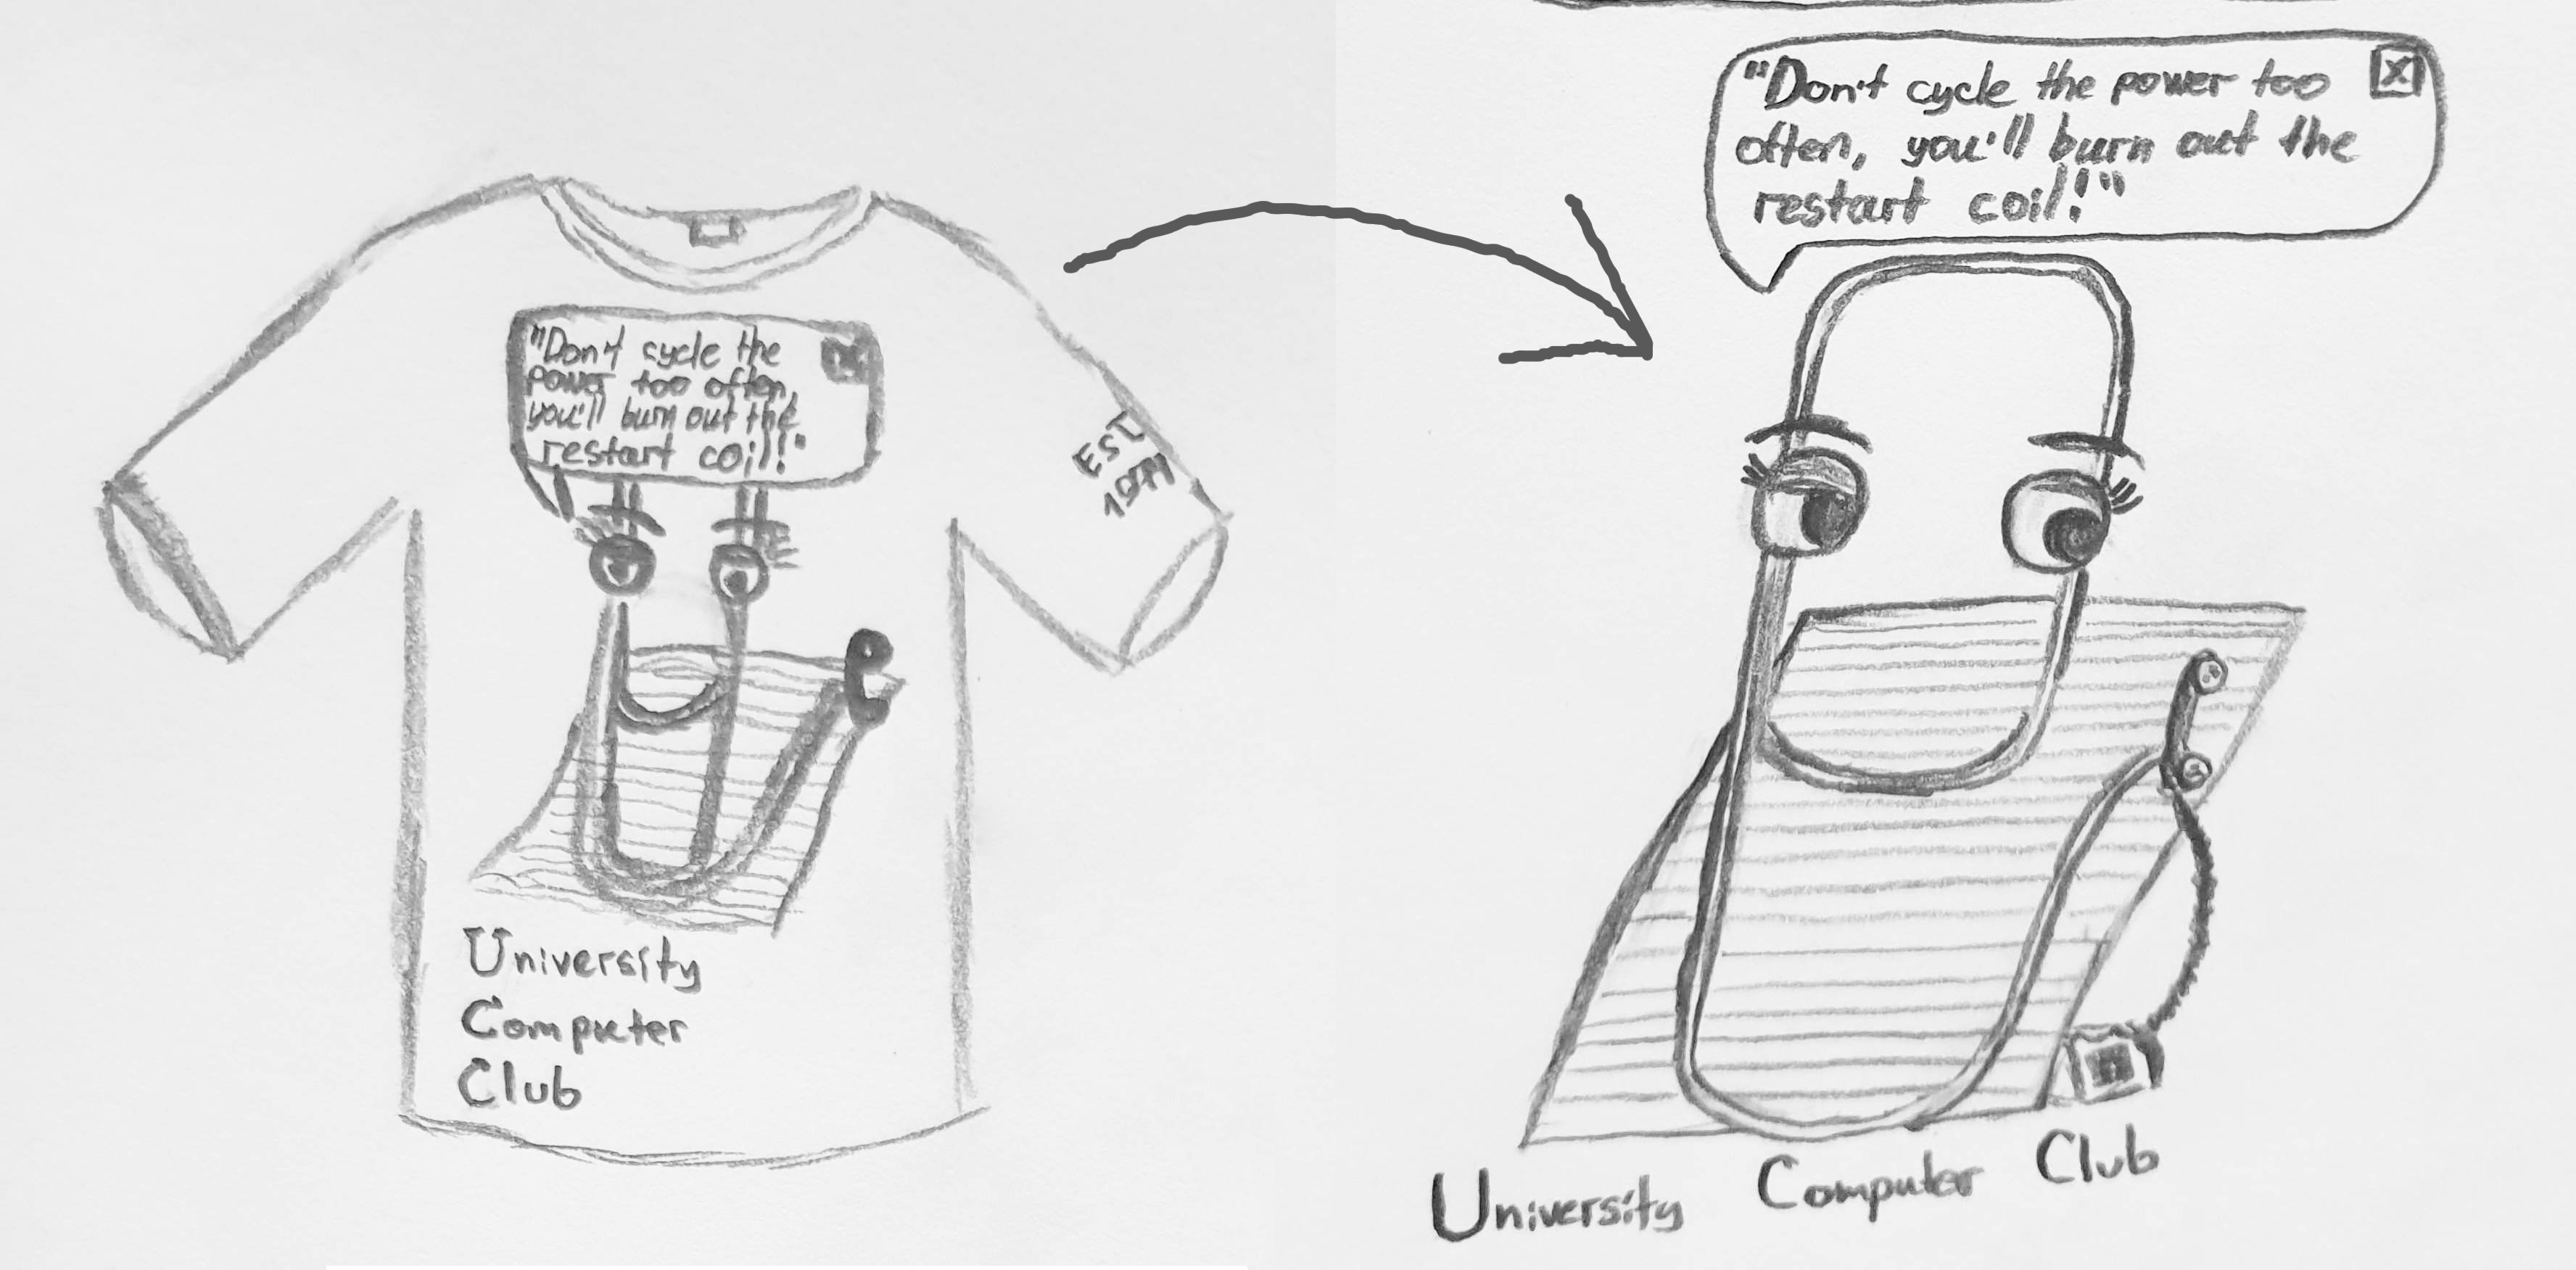 "Don't cycle the
power too often,
you'll burn out the
restart coil!"
EST
University
Computer
Club
"Don't cycle the power too
often, you'll burn out the
restart coil!"
X
University Computer Club